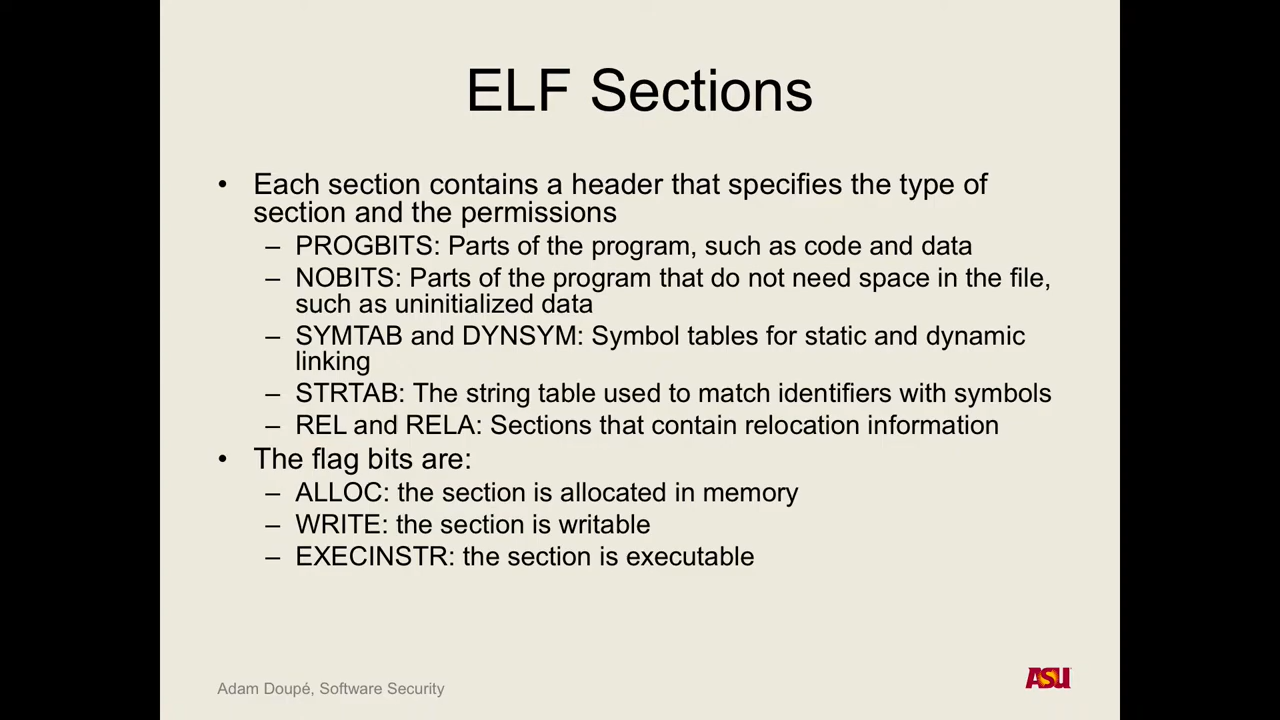 ELF Sections
• Each section contains a header that specifies the type of
section and the permissions
– PROGBITS: Parts of the program, such as code and data
– NOBITS: Parts of the program that do not need space in the file,
such as uninitialized data
– SYMTAB and DYNSYM: Symbol tables for static and dynamic
linking
– STRTAB: The string table used to match identifiers with symbols
– REL and RELA: Sections that contain relocation information
• The flag bits are:
– ALLOC: the section is allocated in memory
– WRITE: the section is writable
– EXECINSTR: the section is executable
Adam Doupé, Software Security
ASU